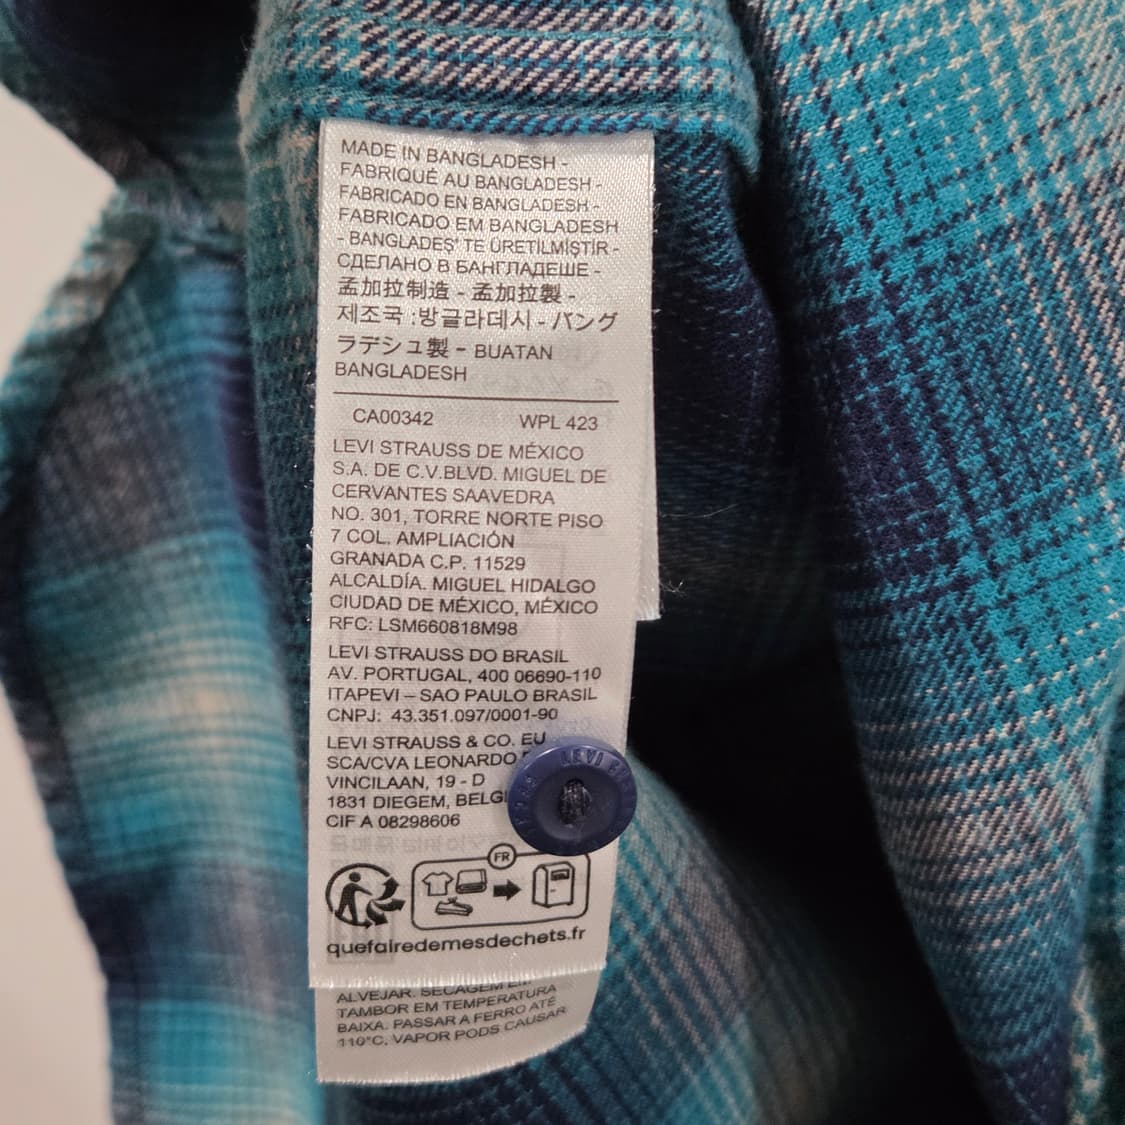 MADE IN BANGLADESH -
FABRIQUÉ AU BANGLADESH -
FABRICADO EN BANGLADESH -
FABRICADO EM BANGLADESH
- BANGLADEŞ' TE ÜRETİLMİŞTİR -
СДЕЛАНО В БАНГЛАДЕШЕ -
孟加拉制造 - 孟加拉製 -
제조국 :방글라데시 - バング
ラデシュ製 - BUATAN
BANGLADESH
CA00342 WPL 423
LEVI STRAUSS DE MÉXICO
S.A. DE C.V.BLVD. MIGUEL DE
CERVANTES SAAVEDRA
NO. 301, TORRE NORTE PISO
7 COL. AMPLIACIÓN
GRANADA C.P. 11529
ALCALDÍA. MIGUEL HIDALGO
CIUDAD DE MÉXICO, MÉXICO
RFC: LSM660818M98
LEVI STRAUSS DO BRASIL
AV. PORTUGAL, 400 06690-110
ITAPEVI – SAO PAULO BRASIL
CNPJ: 43.351.097/0001-90
LEVI STRAUSS & CO. EU
SCA/CVA LEONARDO
VINCILAAN, 19 - D
1831 DIEGEM, BELGI
CIF A 08298606
LEVI
FR
quefairedemesdechets.fr
ALVEJAR. SECAGEM
TAMBOR EM TEMPERATURA
BAIXA. PASSAR A FERRO ATÉ
110°C. VAPOR PODS CAUSAR